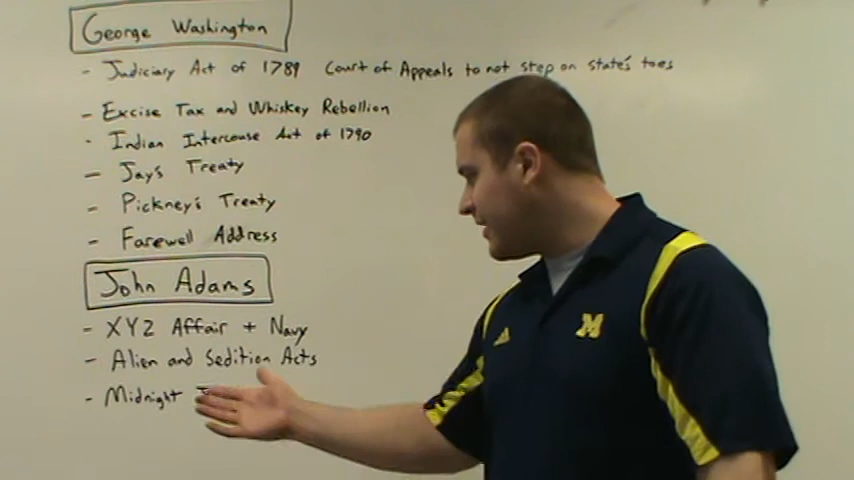 George Washington
- Judiciary Act of 1789 Court of Appeals to not step on state's toes
- Excise Tax and Whiskey Rebellion
- Indian Intercouse Act of 1790
- Jay's Treaty
- Pickney's Treaty
- Farewell Address
John Adams
- XYZ Affair + Navy
- Alien and Sedition Acts
- Midnight
M